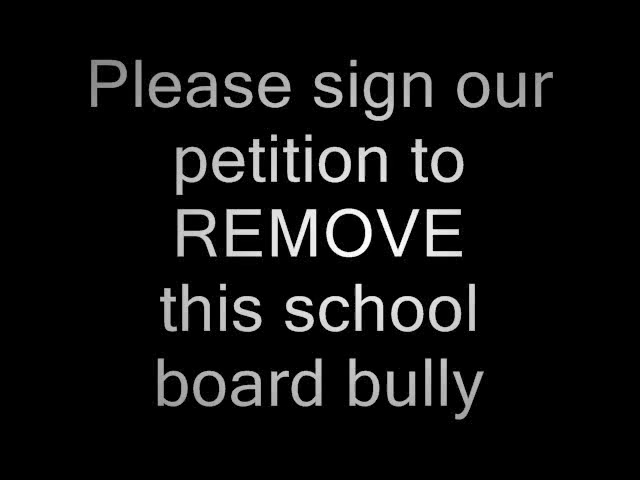 Please sign our
petition to
REMOVE
this school
board bully